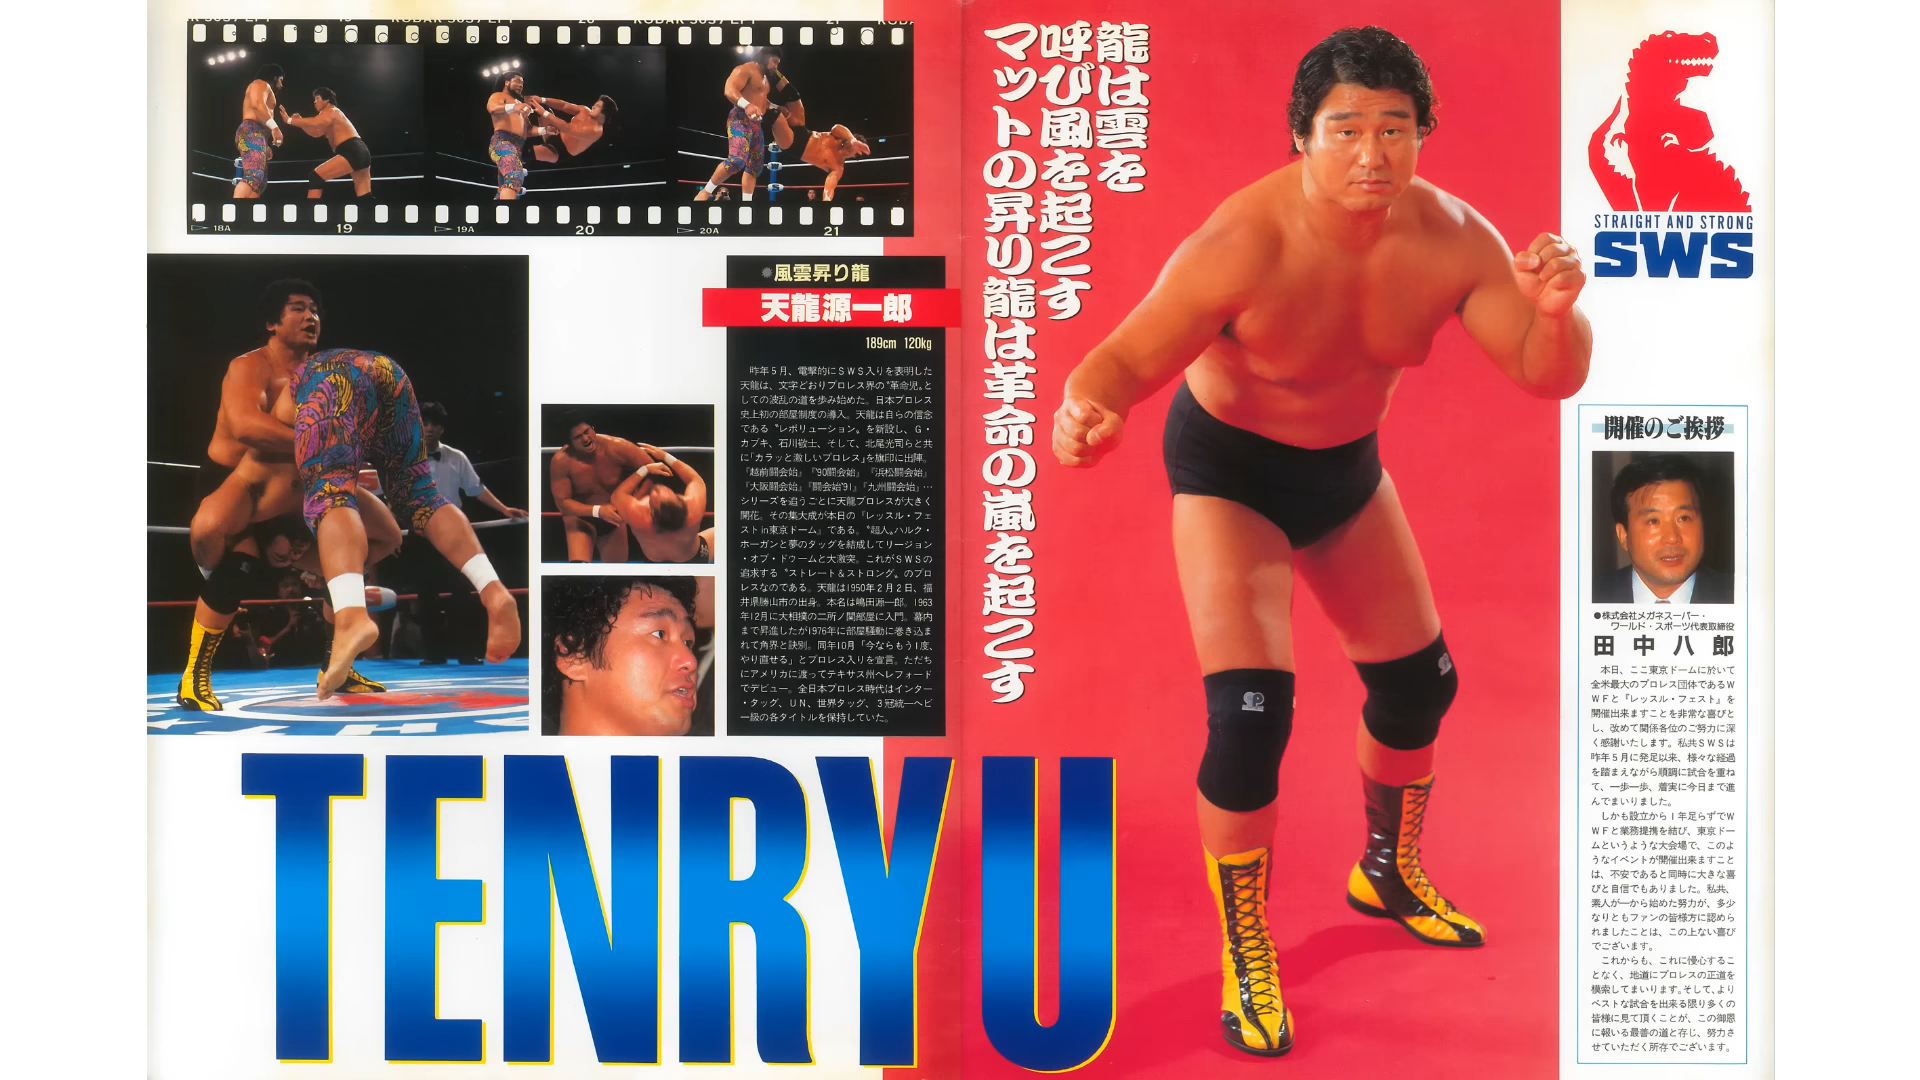 KODAK 5037 EPY
19
KODAK 5037 EPY
20
KODAK 5037 EPY
21
18A
19
19A
20
20A
21
龍は雲を
呼び風を起こす
マットの昇り龍は革命の嵐を起こす
STRAIGHT AND STRONG
SWS
風雲昇り龍
天龍源一郎
189cm 120kg
昨年5月、電撃的にSWS入りを表明した
天龍は、文字どおりプロレス界の〝革命児〟と
しての波乱の道を歩み始めた。日本プロレス
史上初の部屋制度の導入。天龍は自らの信念
である〝レボリューション〟を新設し、G・
カブキ、石川敬士、そして、北尾光司らと共
に「カラッと激しいプロレス」を旗印に出陣。
『越前闘会始』『'90闘会始』『浜松闘会始』
『大阪闘会始』『闘会始'91』『九州闘会始』…
シリーズを追うごとに天龍プロレスが大きく
開花。その集大成が本日の『レッスル・フェ
ストin東京ドーム』である。〝超人〟ハルク・
ホーガンと夢のタッグを結成してリージョン
・オブ・ドゥームと大激突。これがSWSの
追求する〝ストレート&ストロング〟のプロ
レスなのである。天龍は1950年2月2日、福
井県勝山市の出身。本名は嶋田源一郎。1963
年12月に大相撲の二所ノ関部屋に入門。幕内
まで昇進したが1976年に部屋騒動に巻き込ま
れて角界と訣別。同年10月「今ならもう1度、
やり直せる」とプロレス入りを宣言。ただち
にアメリカに渡ってテキサス州ヘレフォード
でデビュー。全日本プロレス時代はインター
・タッグ、UN、世界タッグ、3冠統一ヘビ
ー級の各タイトルを保持していた。
TENRYU
開催のご挨拶
●株式会社メガネスーパー・
ワールド・スポーツ代表取締役
田中八郎
本日、ここ東京ドームに於いて
全米最大のプロレス団体であるW
WFと『レッスル・フェスト』を
開催出来ますことを非常な喜びと
し、改めて関係各位のご努力に深
く感謝いたします。私共SWSは
昨年5月に発足以来、様々な経過
を踏まえながら順調に試合を重ね
て、一歩一歩、着実に今日まで進
んでまいりました。
しかも設立から1年足らずでW
WFと業務提携を結び、東京ドー
ムというような大会場で、このよ
うなイベントが開催出来ますこと
は、不安であると同時に大きな喜
びと自信でもありました。私共、
素人が一から始めた努力が、多少
なりともファンの皆様方に認めら
れましたことは、この上ない喜び
でございます。
これからも、これに慢心するこ
となく、地道にプロレスの正道を
模索してまいります。そして、より
ベストな試合を出来る限り多くの
皆様に見て頂くことが、この御恩
に報いる最善の道と存じ、努力さ
せていただく所存でございます。